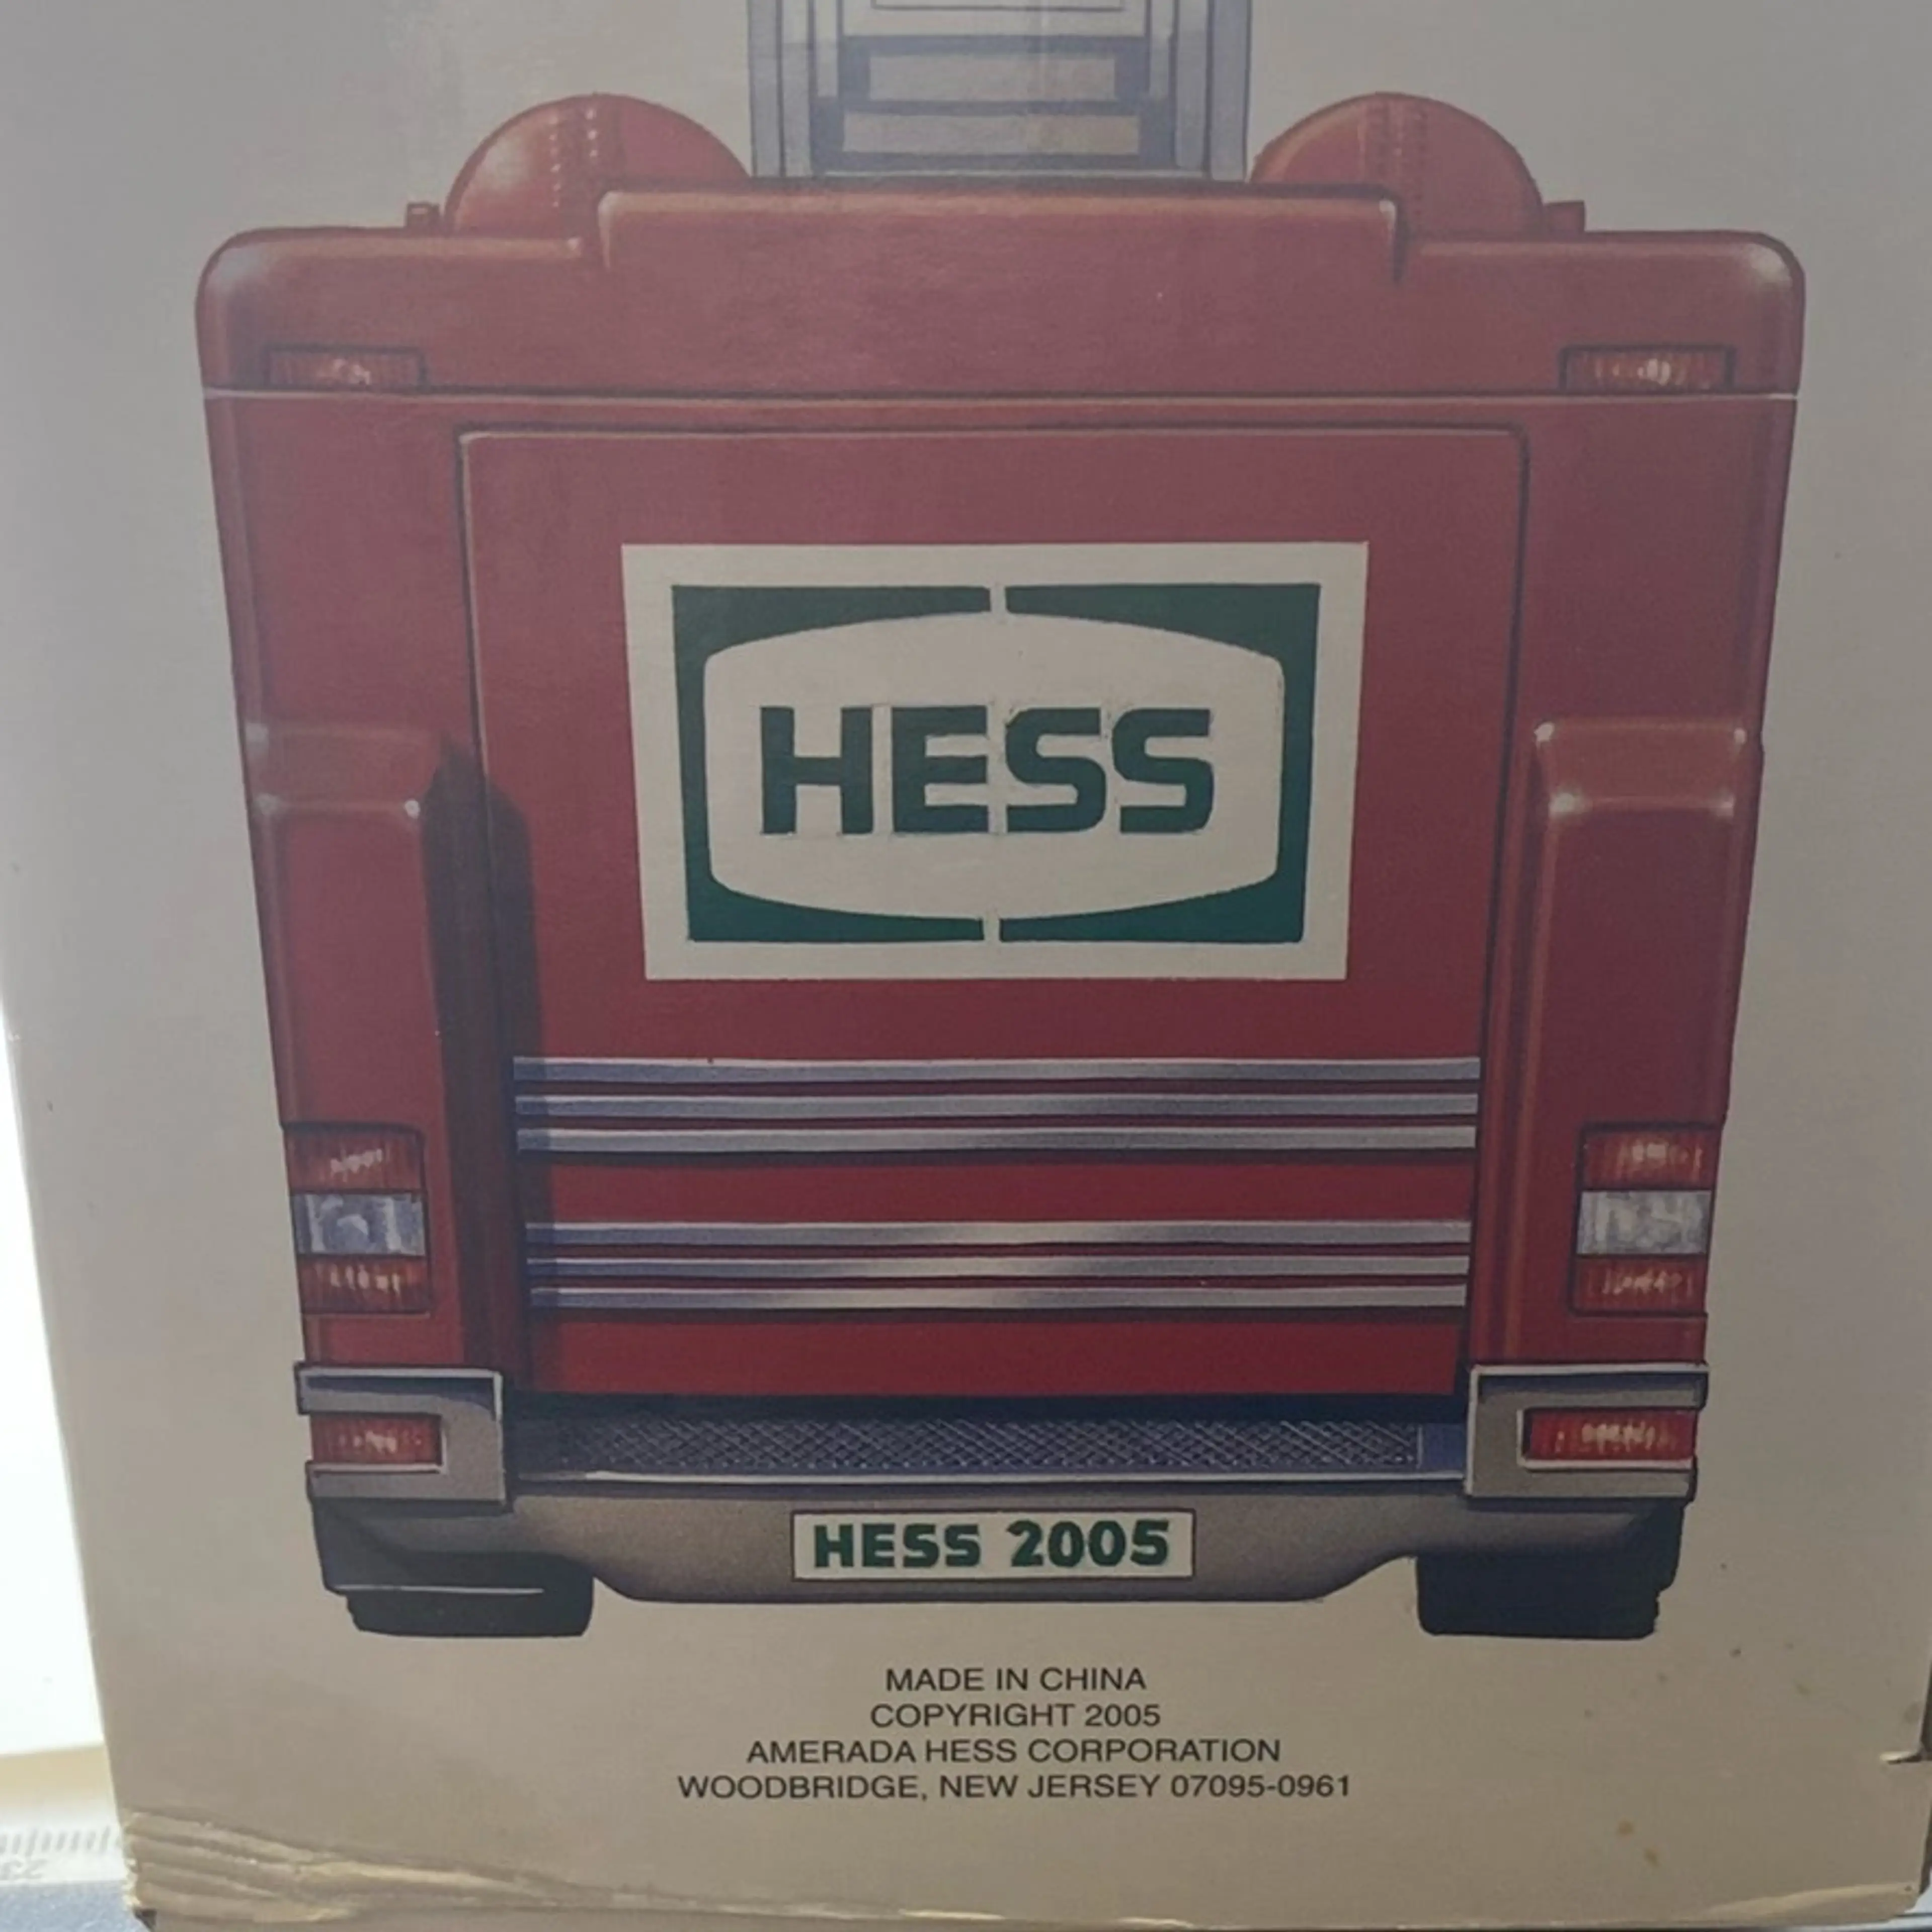 HESS
HESS 2005
MADE IN CHINA
COPYRIGHT 2005
AMERADA HESS CORPORATION
WOODBRIDGE, NEW JERSEY 07095-0961